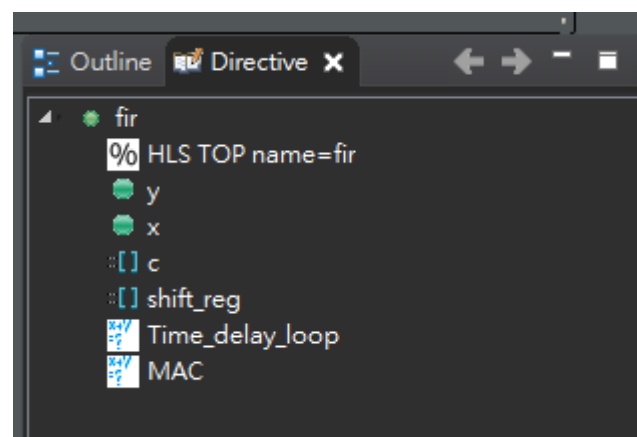 Outline Directive
fir
% HLS TOP name=fir
y
x
[] c
[] shift_reg
Time_delay_loop
MAC